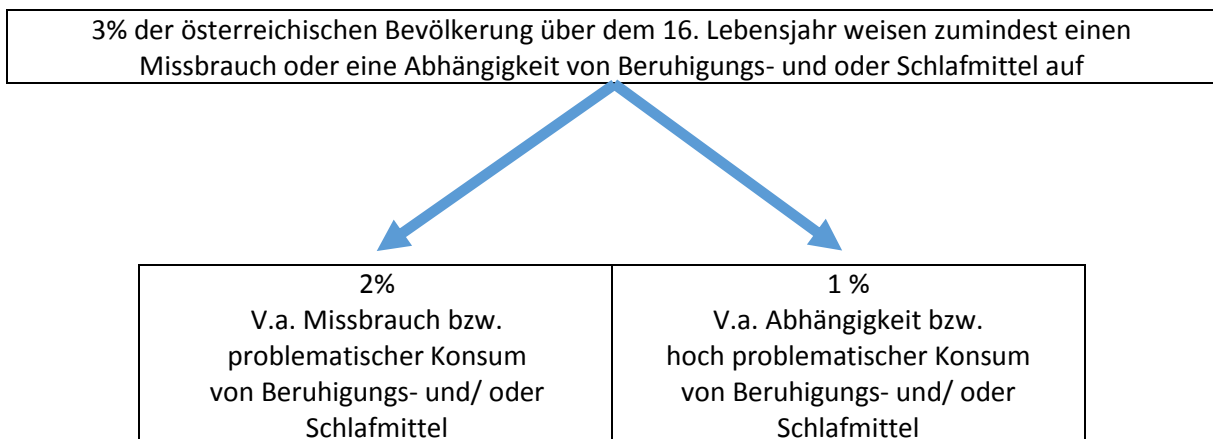 3% der österreichischen Bevölkerung über dem 16. Lebensjahr weisen zumindest einen
Missbrauch oder eine Abhängigkeit von Beruhigungs- und oder Schlafmittel auf
2%
V.a. Missbrauch bzw.
problematischer Konsum
von Beruhigungs- und/ oder
Schlafmittel
1 %
V.a. Abhängigkeit bzw.
hoch problematischer Konsum
von Beruhigungs- und/ oder
Schlafmittel